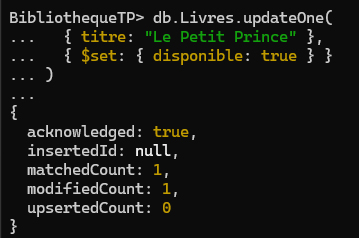 BibliothequeTP> db.Livres.updateOne(
...   { titre: "Le Petit Prince" },
...   { $set: { disponible: true } }
... )
...
{
  acknowledged: true,
  insertedId: null,
  matchedCount: 1,
  modifiedCount: 1,
  upsertedCount: 0
}